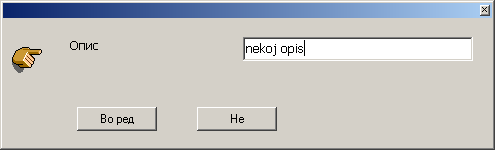 Опис
nekoj opis
Во ред
Не